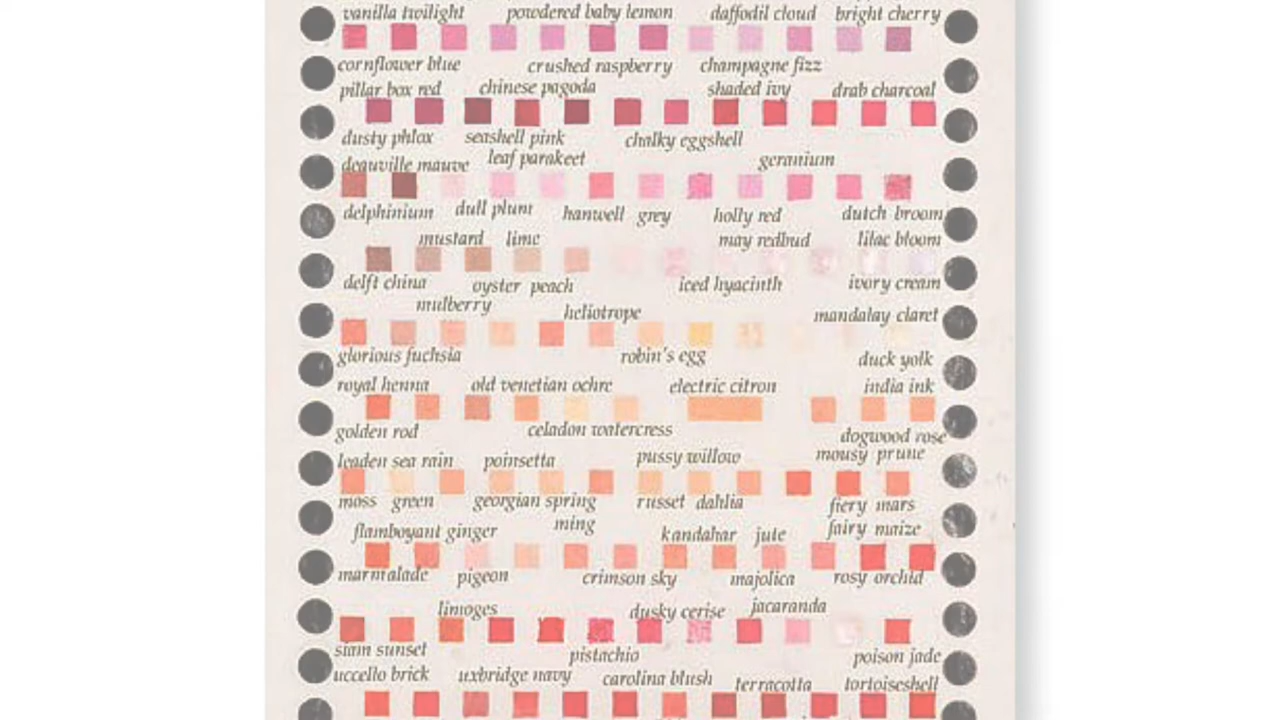 vanilla twilight powdered baby lemon daffodil cloud bright cherry
cornflower blue crushed raspberry champagne fizz
pillar box red chinese pagoda shaded ivy drab charcoal
dusty phlox seashell pink chalky eggshell
deauville mauve leaf parakeet geranium
delphinium dull plum hanwell grey holly red dutch broom
mustard lime may redbud lilac bloom
delft china oyster peach iced hyacinth ivory cream
mulberry heliotrope mandalay claret
glorious fuchsia robin's egg duck yolk
royal henna old venetian ochre electric citron india ink
golden rod celadon watercress dogwood rose
leaden sea rain poinsetta pussy willow mousy prune
moss green georgian spring russet dahlia fiery mars
flamboyant ginger ming kandahar jute fairy maize
marmalade pigeon crimson sky majolica rosy orchid
limoges dusky cerise jacaranda
siam sunset pistachio poison jade
uccello brick uxbridge navy carolina blush terracotta tortoiseshell